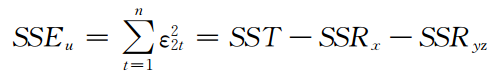 $SSE_u = \sum_{t=1}^{n} \varepsilon_{2t}^{2} = SST - SSR_x - SSR_{yz}$